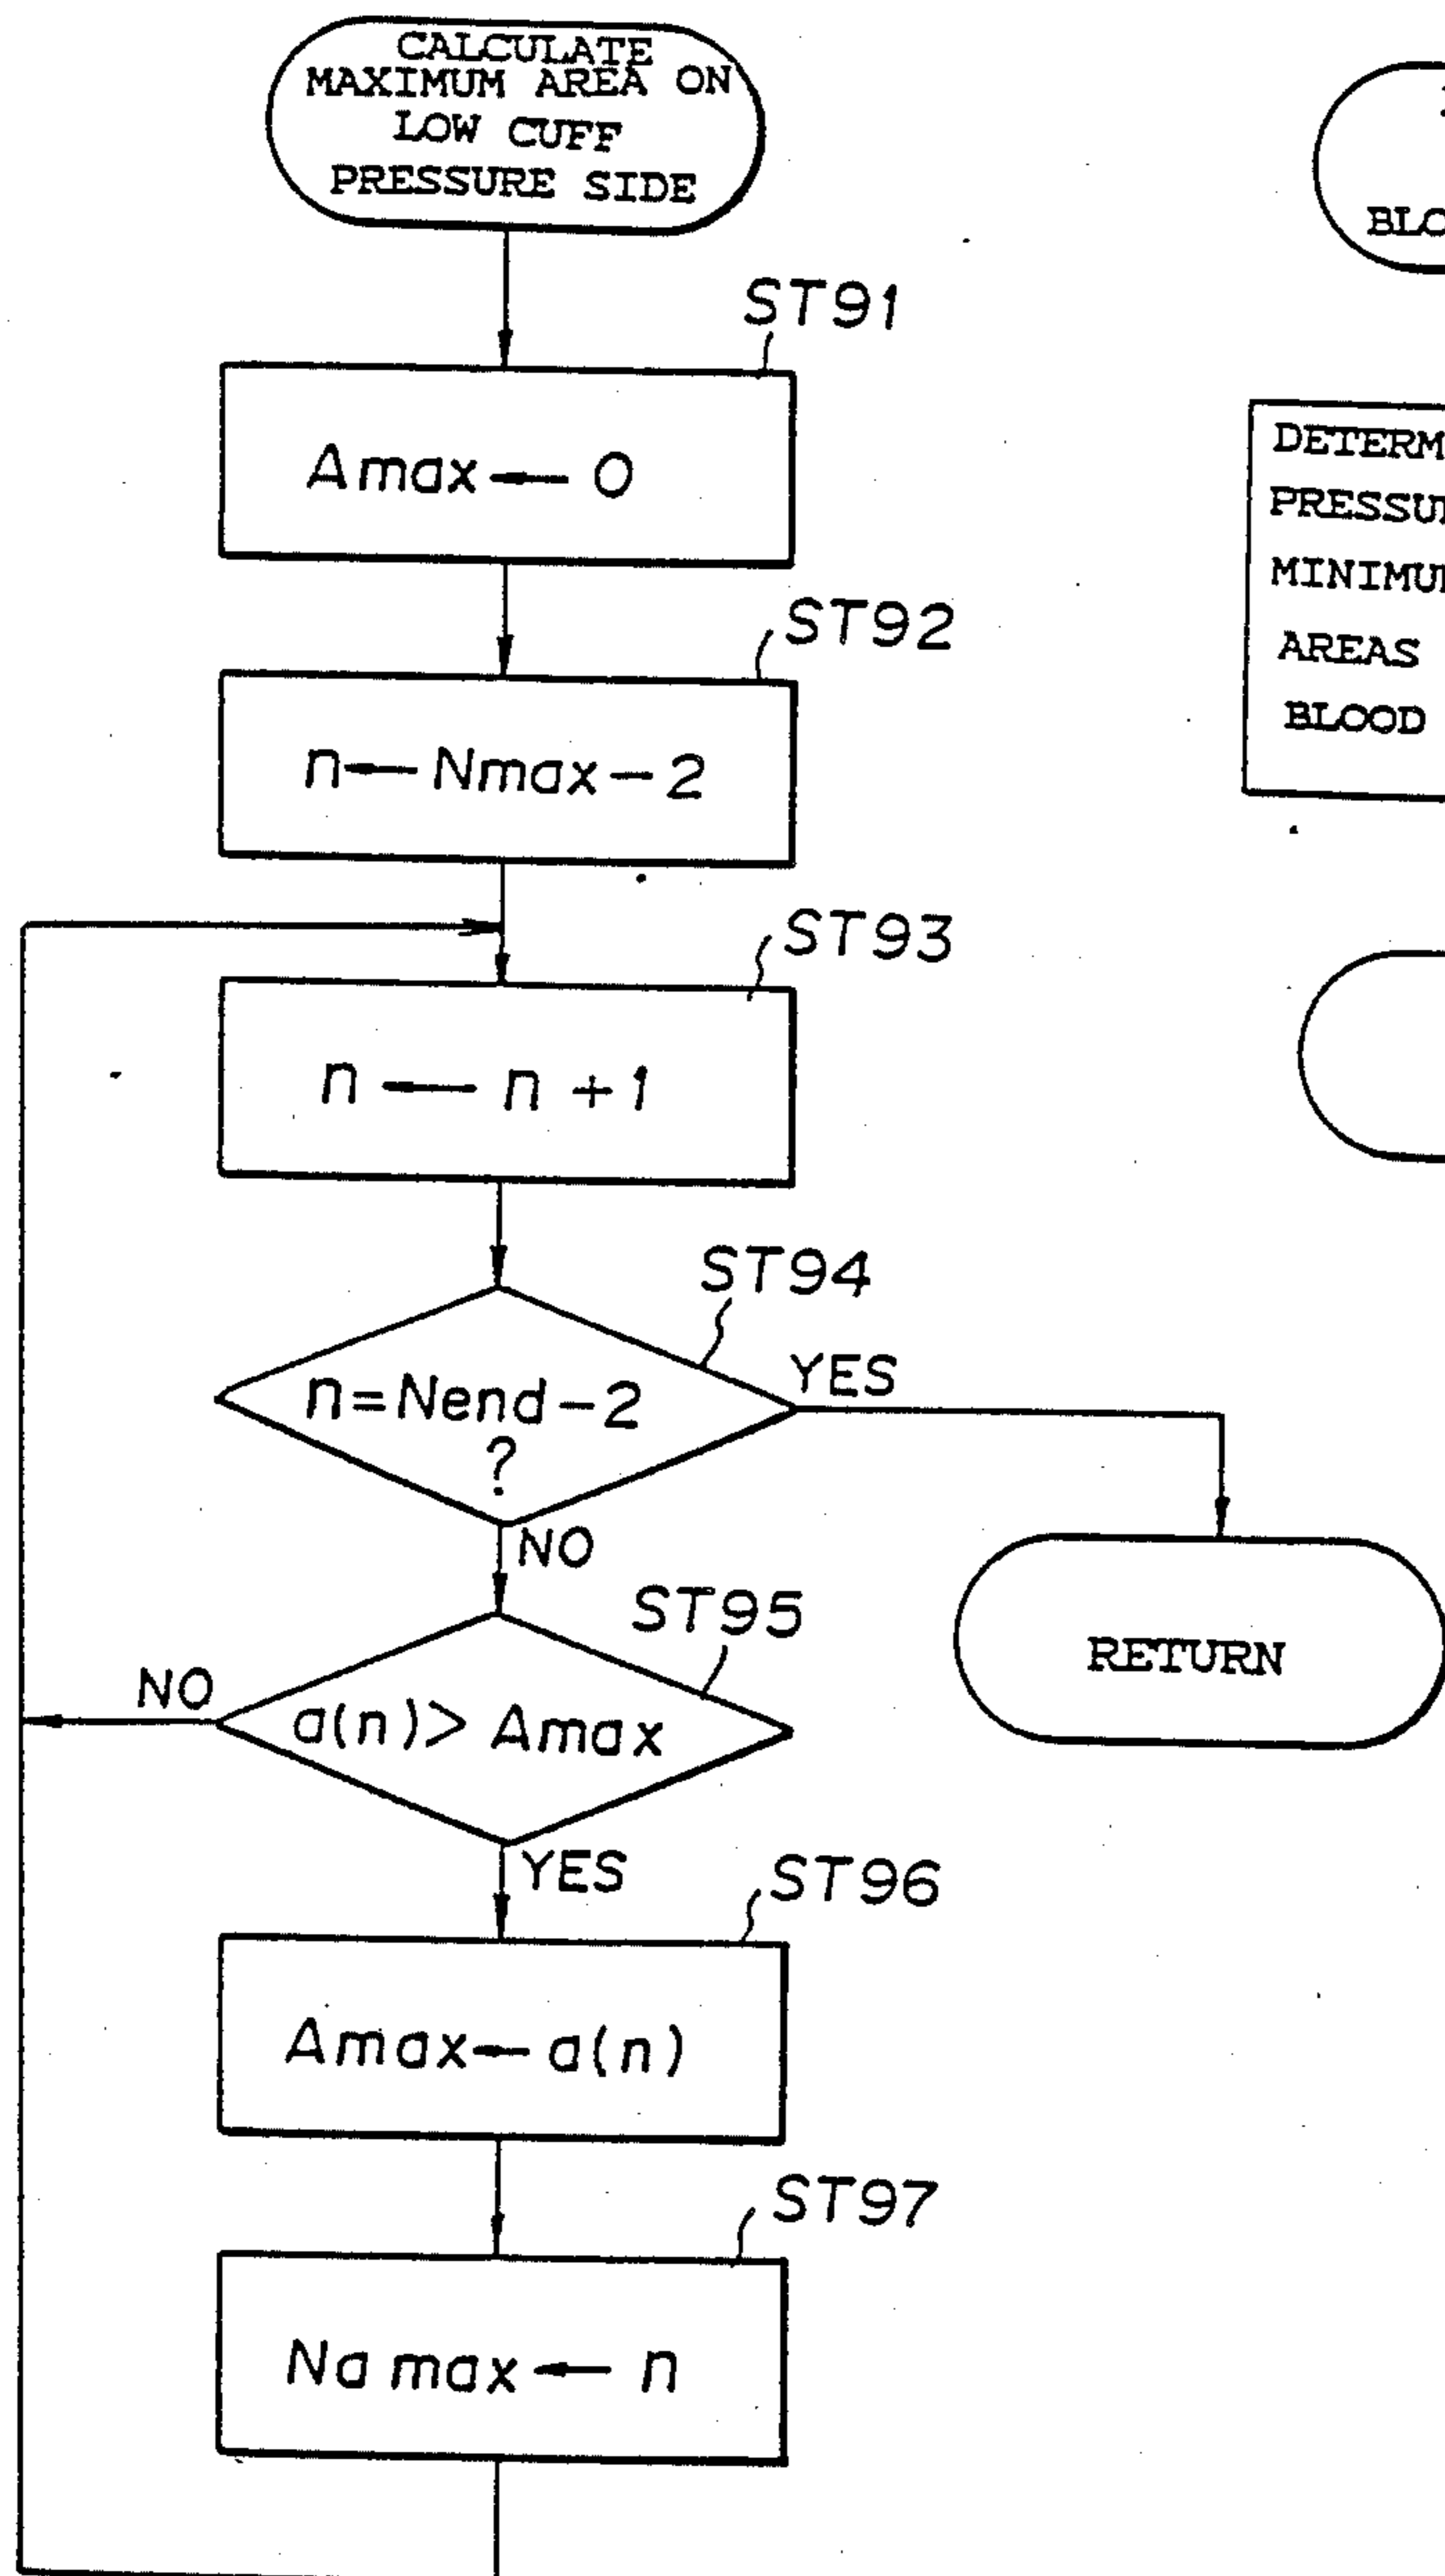 CALCULATE
MAXIMUM AREA ON
LOW CUFF
PRESSURE SIDE
ST91
Amax ← 0
ST92
n ← Nmax - 2
ST93
n ← n + 1
ST94
n = Nend - 2
?
YES
NO
RETURN
ST95
NO
a(n) > Amax
YES
ST96
Amax ← a(n)
ST97
Namax ← n
BLO
DETERM
PRESSU
MINIMU
AREAS
BLOOD